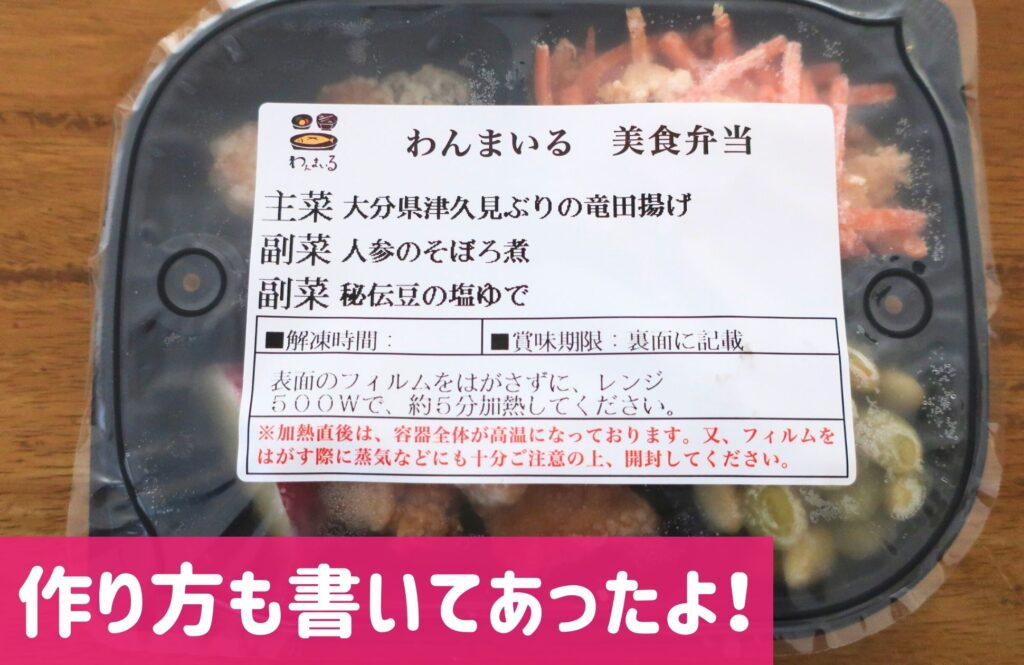 わんまいる
わんまいる　美食弁当
主菜 大分県津久見ぶりの竜田揚げ
副菜 人参のそぼろ煮
副菜 秘伝豆の塩ゆで
■解凍時間：
■賞味期限：裏面に記載
表面のフィルムをはがさずに、レンジ
５００Ｗで、約５分加熱してください。
※加熱直後は、容器全体が高温になっております。又、フィルムを
はがす際に蒸気などにも十分ご注意の上、開封してください。
作り方も書いてあったよ！